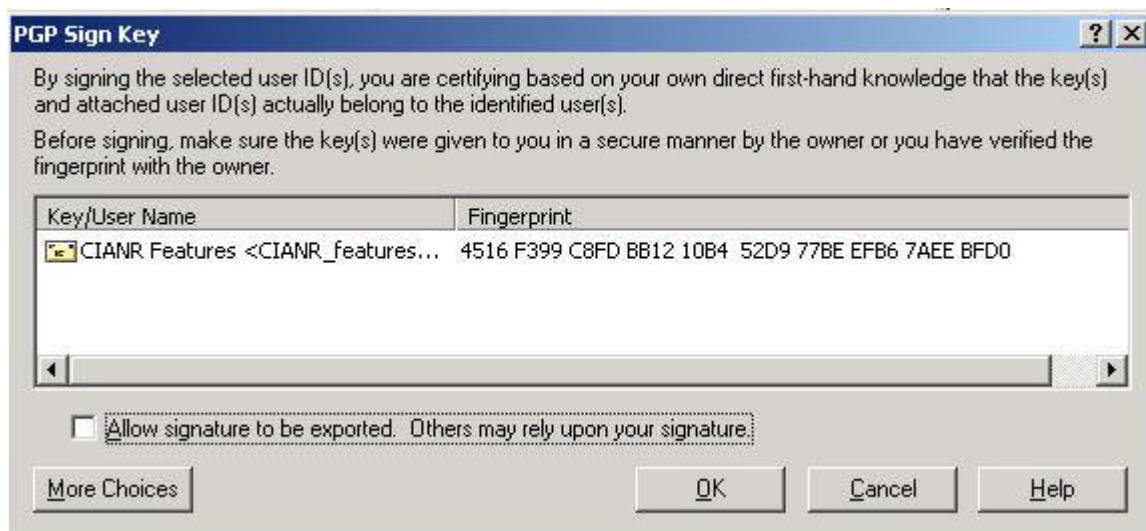 PGP Sign Key
By signing the selected user ID(s), you are certifying based on your own direct first-hand knowledge that the key(s)
and attached user ID(s) actually belong to the identified user(s).
Before signing, make sure the key(s) were given to you in a secure manner by the owner or you have verified the
fingerprint with the owner.
Key/User Name Fingerprint
CIANR Features <CIANR_features... 4516 F399 C8FD BB12 10B4 52D9 77BE EFB6 7AEE BFD0
Allow signature to be exported. Others may rely upon your signature.
More Choices OK Cancel Help